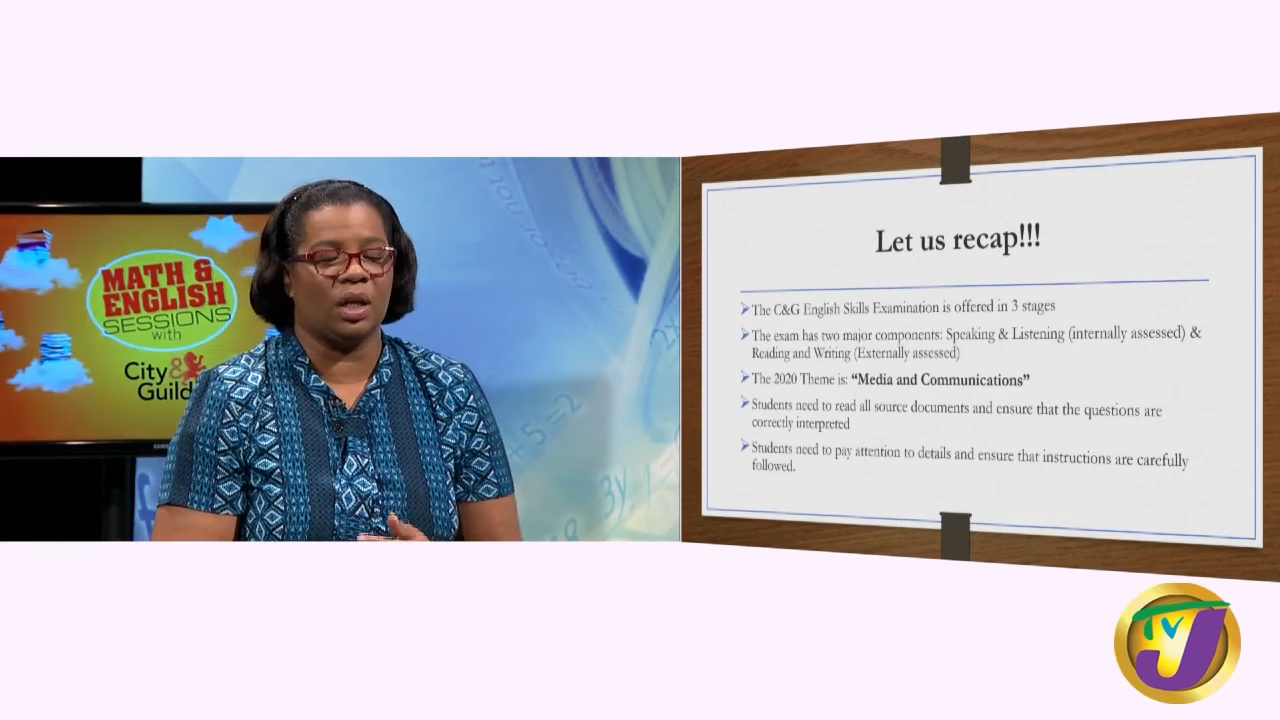 MATH &
ENGLISH
SESSIONS
with
City &
Guild
Let us recap!!!
The C&G English Skills Examination is offered in 3 stages
The exam has two major components: Speaking & Listening (internally assessed) &
Reading and Writing (Externally assessed)
The 2020 Theme is: “Media and Communications”
Students need to read all source documents and ensure that the questions are
correctly interpreted
Students need to pay attention to details and ensure that instructions are carefully
followed.
TVJ